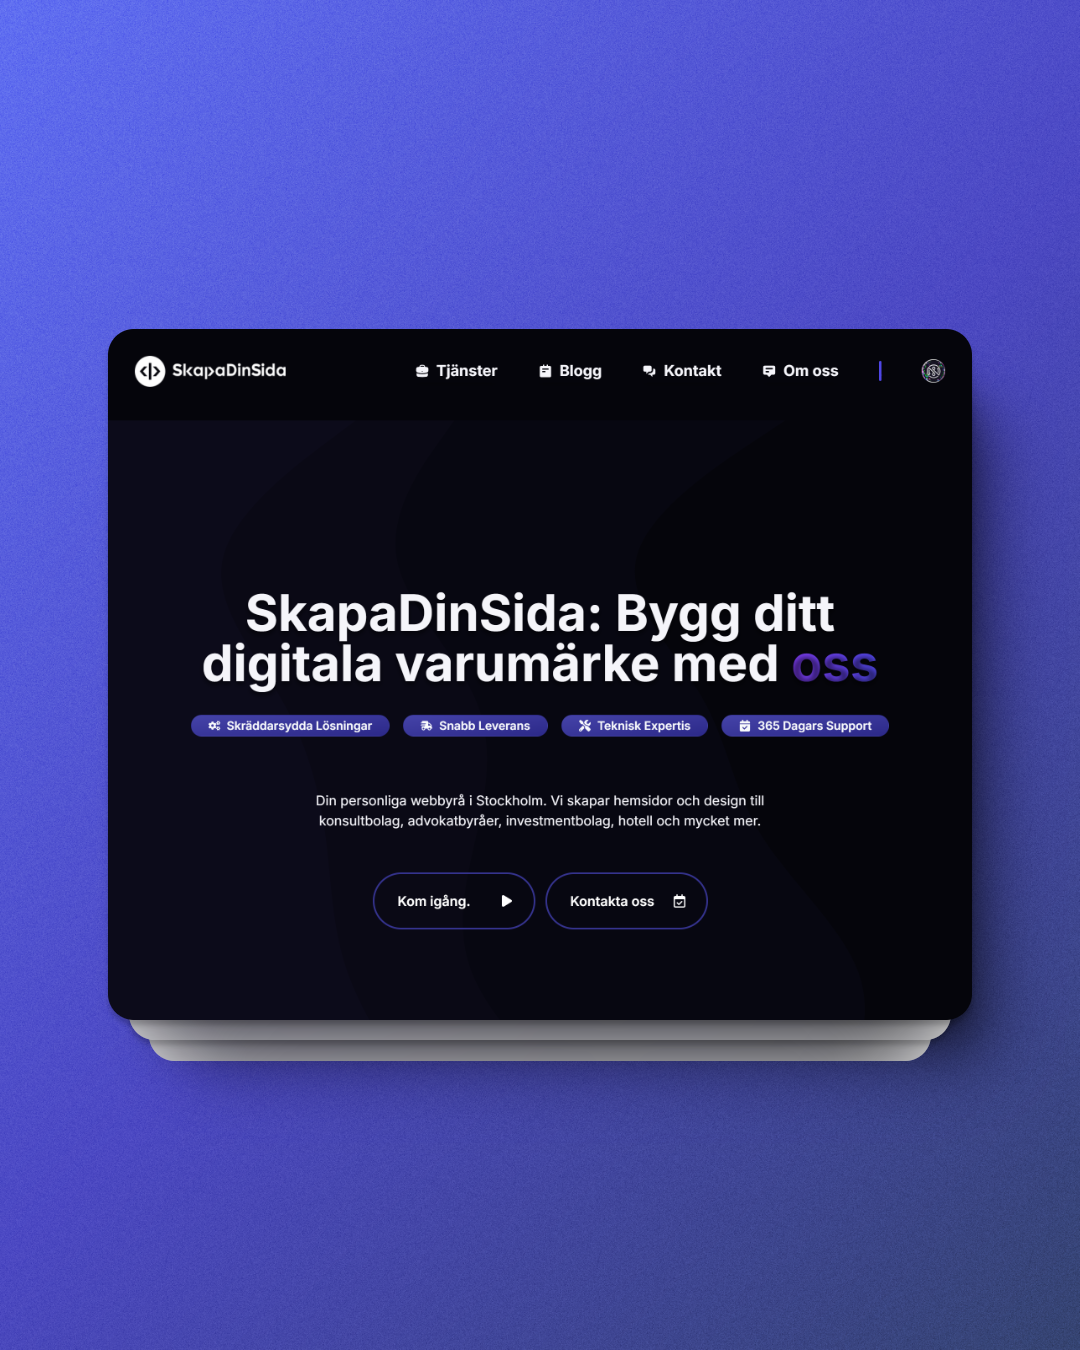 SkapaDinSida
Tjänster
Blogg
Kontakt
Om oss
SkapaDinSida: Bygg ditt
digitala varumärke med oss
Skräddarsydda Lösningar
Snabb Leverans
Teknisk Expertis
365 Dagars Support
Din personliga webbyrå i Stockholm. Vi skapar hemsidor och design till
konsultbolag, advokatbyråer, investmentbolag, hotell och mycket mer.
Kom igång.
Kontakta oss